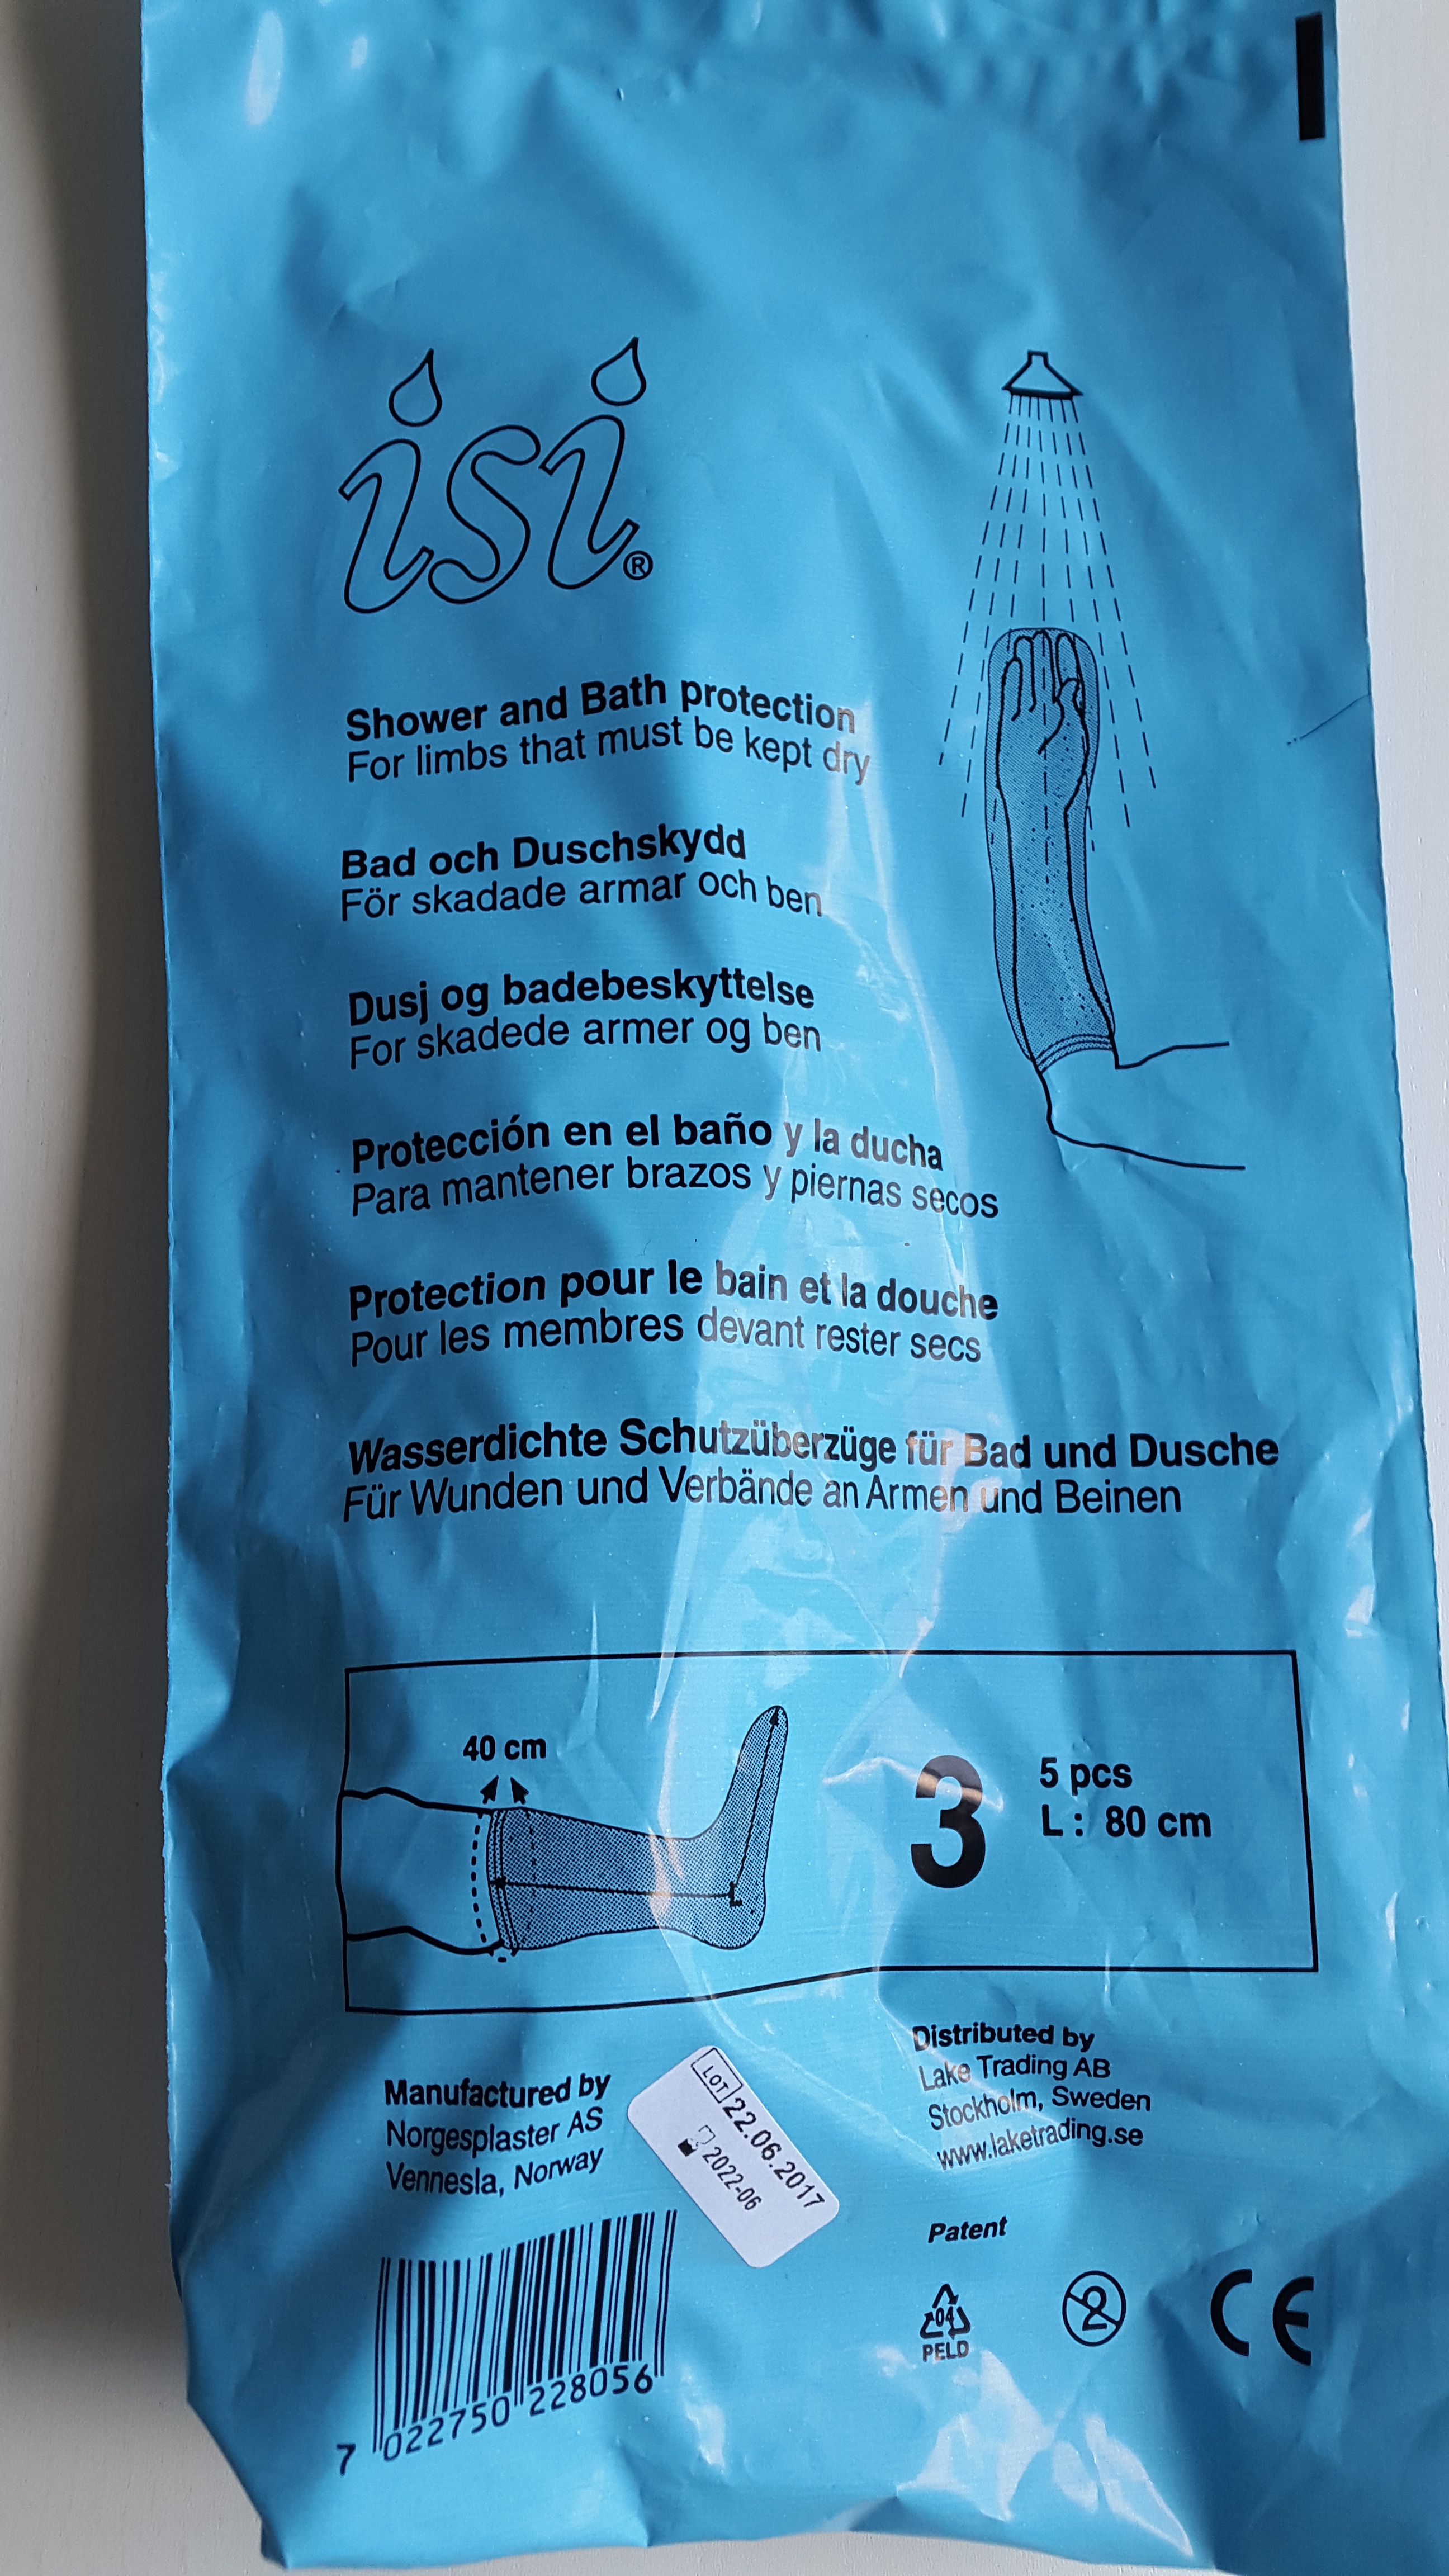 isi®
Shower and Bath protection
For limbs that must be kept dry
Bad och Duschskydd
För skadade armar och ben
Dusj og badebeskyttelse
For skadede armer og ben
Protección en el baño y la ducha
Para mantener brazos y piernas secos
Protection pour le bain et la douche
Pour les membres devant rester secs
Wasserdichte Schutzüberzüge für Bad und Dusche
Für Wunden und Verbände an Armen und Beinen
40 cm
L
3
5 pcs
L: 80 cm
Manufactured by
Norgesplaster AS
Vennesla, Norway
LOT 22.06.2017
2022-06
Distributed by
Lake Trading AB
Stockholm, Sweden
www.laketrading.se
Patent
04
PELD
2
CE
7 022750 228056